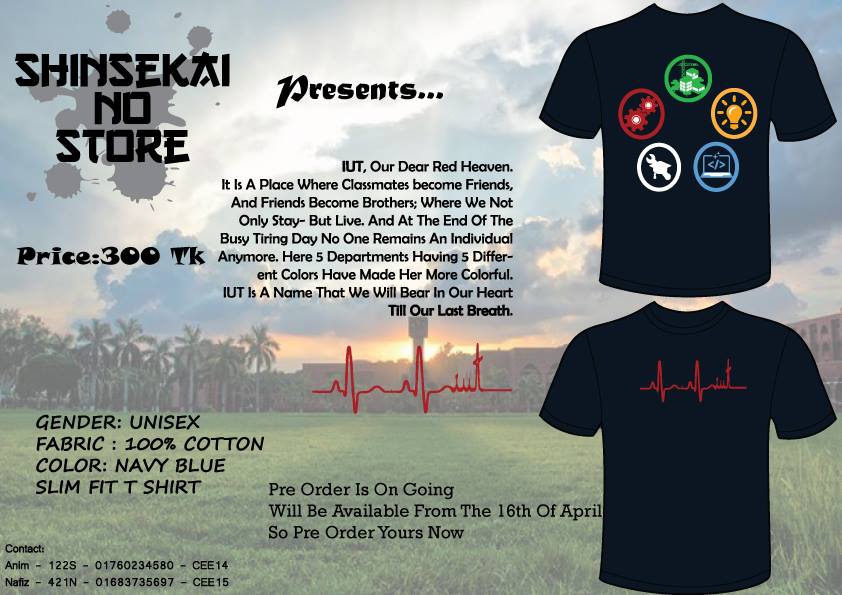 SHINSEKAI
NO
STORE
Presents...
IUT, Our Dear Red Heaven.
It Is A Place Where Classmates become Friends,
And Friends Become Brothers; Where We Not
Only Stay- But Live. And At The End Of The
Busy Tiring Day No One Remains An Individual
Anymore. Here 5 Departments Having 5 Differ-
ent Colors Have Made Her More Colorful.
IUT Is A Name That We Will Bear In Our Heart
Till Our Last Breath.
Price:300 Tk
</>
iut
iut
GENDER: UNISEX
FABRIC : 100% COTTON
COLOR: NAVY BLUE
SLIM FIT T SHIRT
Pre Order Is On Going
Will Be Available From The 16th Of April
So Pre Order Yours Now
Contact:
Anim - 122S - 01760234580 - CEE14
Nafiz - 421N - 01683735697 - CEE15